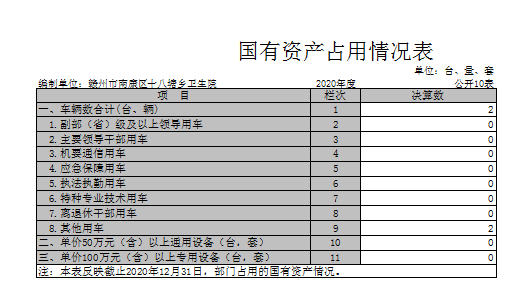 国有资产占用情况表
单位：台、量、套
编制单位：赣州市南康区十八塘乡卫生院 2020年度 公开10表
项 目 栏次 决算数
一、车辆数合计(台、辆) 1 2
1.副部（省）级及以上领导用车 2 0
2.主要领导干部用车 3 0
3.机要通信用车 4 0
4.应急保障用车 5 0
5.执法执勤用车 6 0
6.特种专业技术用车 7 0
7.离退休干部用车 8 0
8.其他用车 9 2
二、单价50万元（含）以上通用设备（台，套） 10 0
三、单价100万元（含）以上专用设备（台，套） 11 0
注：本表反映截止2020年12月31日，部门占用的国有资产情况。